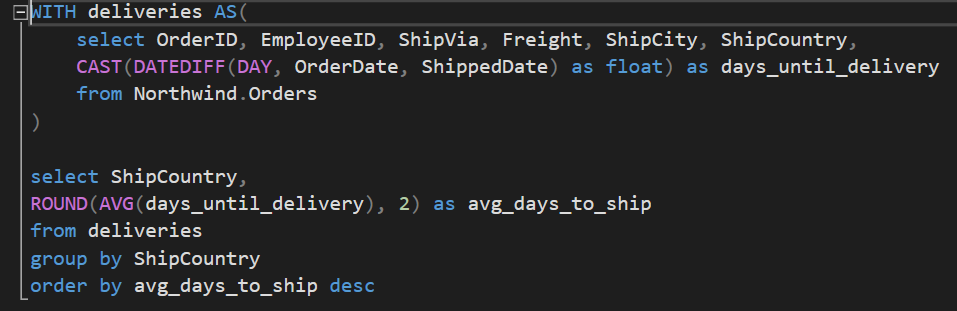 WITH deliveries AS(
select OrderID, EmployeeID, ShipVia, Freight, ShipCity, ShipCountry,
CAST(DATEDIFF(DAY, OrderDate, ShippedDate) as float) as days_until_delivery
from Northwind.Orders
)
select ShipCountry,
ROUND(AVG(days_until_delivery), 2) as avg_days_to_ship
from deliveries
group by ShipCountry
order by avg_days_to_ship desc